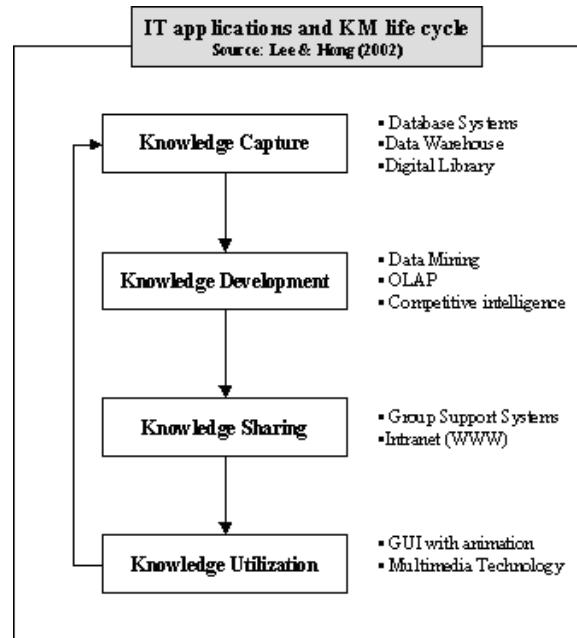 IT applications and KM life cycle
Source: Lee & Hong (2002)
Knowledge Capture
▪ Database Systems
▪ Data Warehouse
▪ Digital Library
Knowledge Development
▪ Data Mining
▪ OLAP
▪ Competitive intelligence
Knowledge Sharing
▪ Group Support Systems
▪ Intranet (WWW)
Knowledge Utilization
▪ GUI with animation
▪ Multimedia Technology